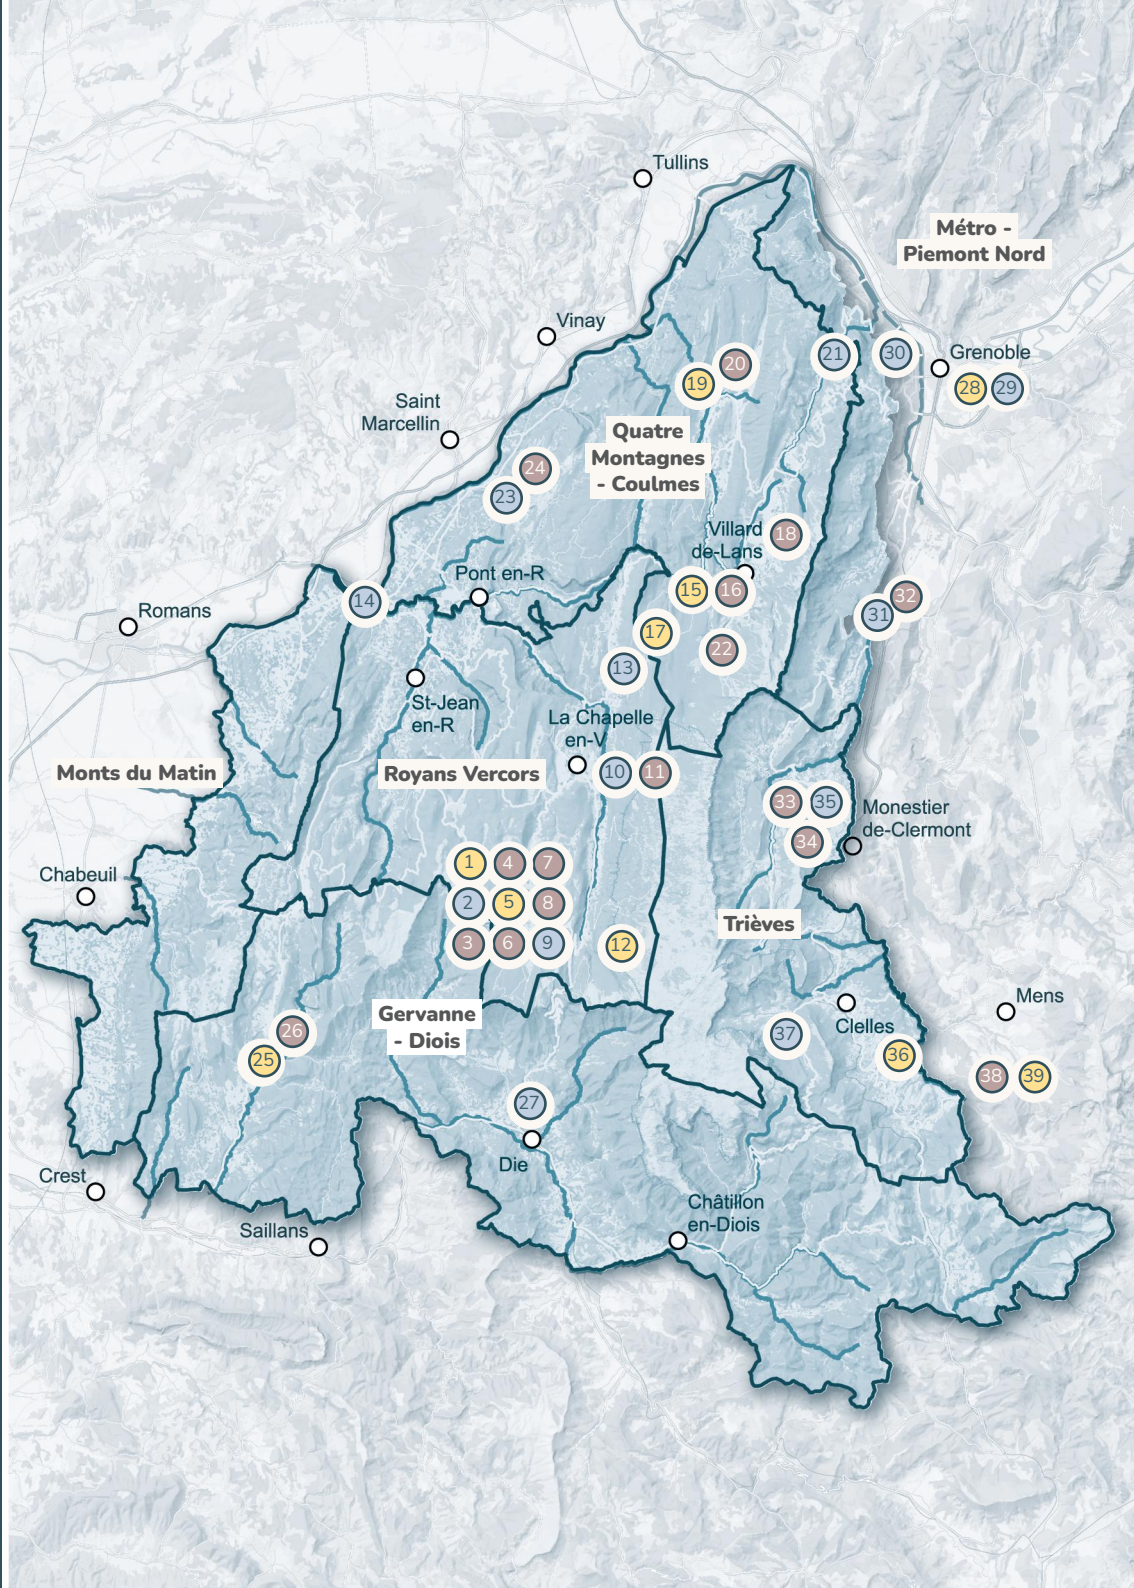 Tullins
Métro -
Piemont Nord
Vinay
Grenoble
21
30
20
19
28
29
Saint
Marcellin
Quatre
Montagnes
- Coulmes
24
23
Villard
de-Lans
18
Pont en-R
15
16
14
Romans
32
31
17
22
13
St-Jean
en-R
La Chapelle
en-V
Monts du Matin
Royans Vercors
10
11
33
35
Monestier
de-Clermont
34
1
4
7
Chabeuil
2
5
8
3
6
9
12
Trièves
Mens
Clelles
Gervanne
- Diois
26
25
37
36
38
39
27
Die
Crest
Saillans
Châtillon
en-Diois